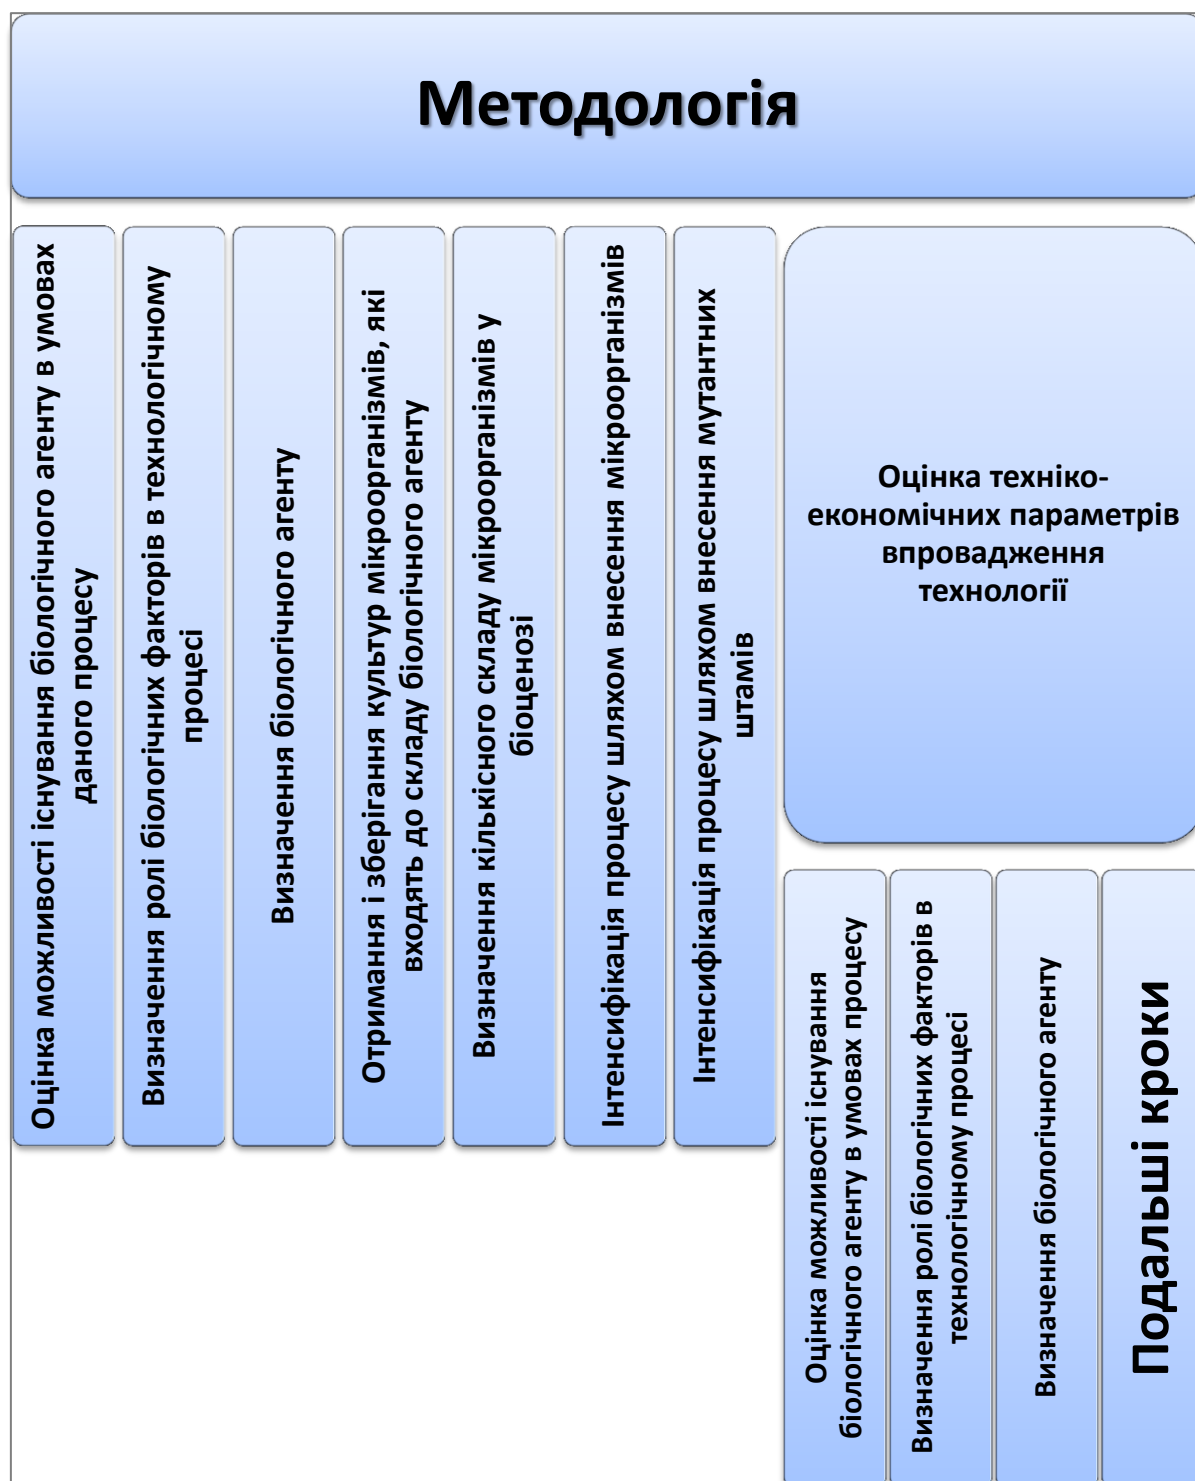 Методологія
Оцінка можливості існування біологічного агенту в умовах
даного процесу
Визначення ролі біологічних факторів в технологічному
процесі
Визначення біологічного агенту
Отримання і зберігання культур мікроорганізмів, які
входять до складу біологічного агенту
Визначення кількісного складу мікроорганізмів у
біоценозі
Інтенсифікація процесу шляхом внесення мікроорганізмів
Інтенсифікація процесу шляхом внесення мутантних
штамів
Оцінка техніко-
економічних параметрів
впровадження
технології
Оцінка можливості існування
біологічного агенту в умовах процесу
Визначення ролі біологічних факторів в
технологічному процесі
Визначення біологічного агенту
Подальші кроки